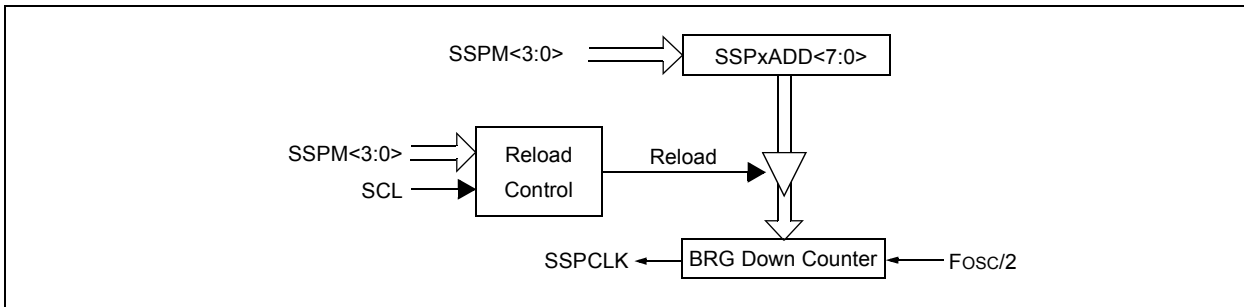 SSPM<3:0>
SSPxADD<7:0>
SSPM<3:0>
SCL
Reload
Control
Reload
SSPCLK
BRG Down Counter
Fosc/2